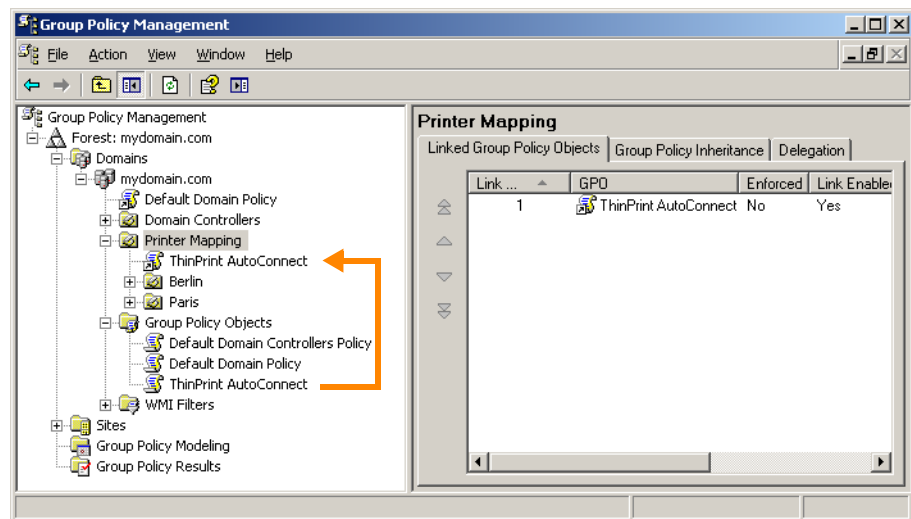 Group Policy Management
File Action View Window Help
Group Policy Management
Forest: mydomain.com
Domains
mydomain.com
Default Domain Policy
Domain Controllers
Printer Mapping
ThinPrint AutoConnect
Berlin
Paris
Group Policy Objects
Default Domain Controllers Policy
Default Domain Policy
ThinPrint AutoConnect
WMI Filters
Sites
Group Policy Modeling
Group Policy Results
Printer Mapping
Linked Group Policy Objects Group Policy Inheritance Delegation
Link ... GPO Enforced Link Enable
1 ThinPrint AutoConnect No Yes